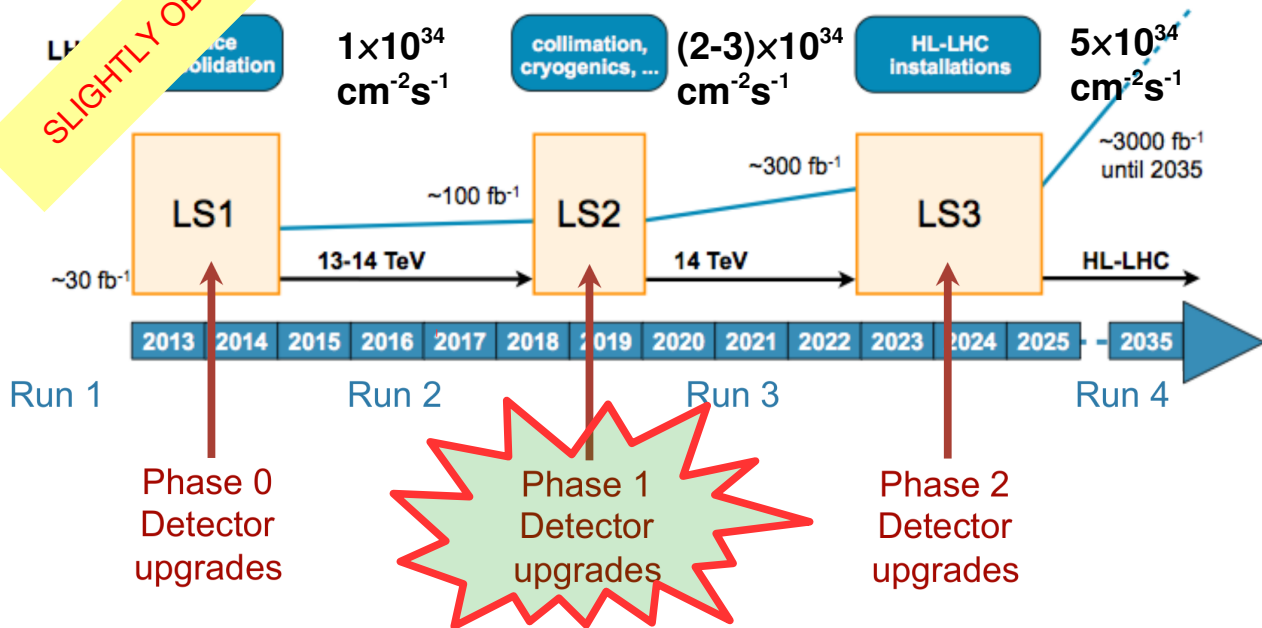 SLIGHTLY
1×10³⁴
cm⁻²s⁻¹
collimation,
cryogenics, ...
(2-3)×10³⁴
cm⁻²s⁻¹
HL-LHC
installations
5×10³⁴
cm⁻²s⁻¹
~3000 fb⁻¹
until 2035
~300 fb⁻¹
~100 fb⁻¹
LS1
LS2
LS3
~30 fb⁻¹
13-14 TeV
14 TeV
HL-LHC
2013 2014 2015 2016 2017 2018 2019 2020 2021 2022 2023 2024 2025 2035
Run 1
Run 2
Run 3
Run 4
Phase 0
Detector
upgrades
Phase 1
Detector
upgrades
Phase 2
Detector
upgrades